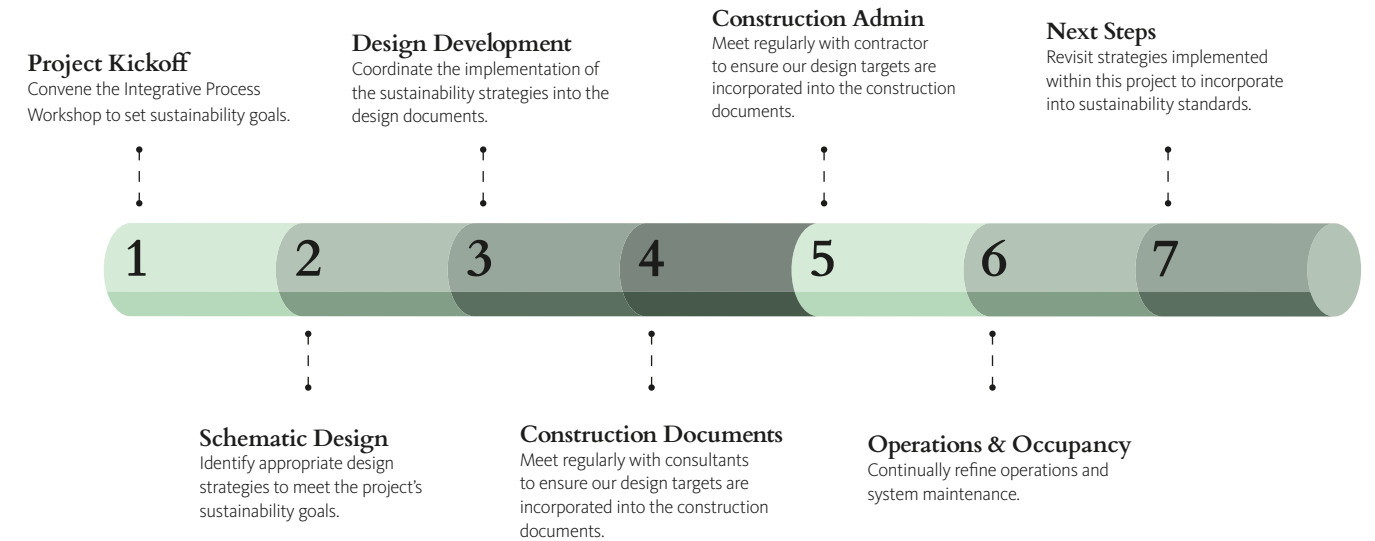 Project Kickoff
Convene the Integrative Process
Workshop to set sustainability goals.
Design Development
Coordinate the implementation of
the sustainability strategies into the
design documents.
Construction Admin
Meet regularly with contractor
to ensure our design targets are
incorporated into the construction
documents.
Next Steps
Revisit strategies implemented
within this project to incorporate
into sustainability standards.
1 2 3 4 5 6 7
Schematic Design
Identify appropriate design
strategies to meet the project's
sustainability goals.
Construction Documents
Meet regularly with consultants
to ensure our design targets are
incorporated into the construction
documents.
Operations & Occupancy
Continually refine operations and
system maintenance.